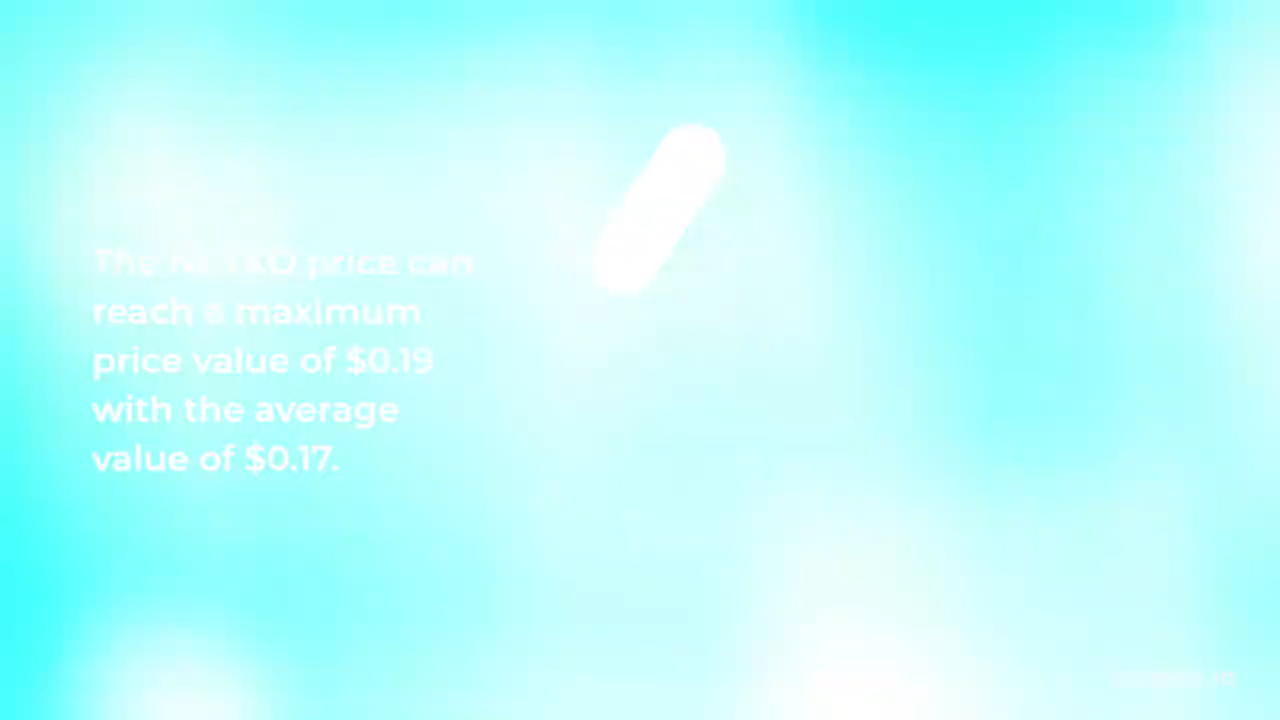 The price can
reach a maximum
price value of $0.19
with the average
value of $0.17.